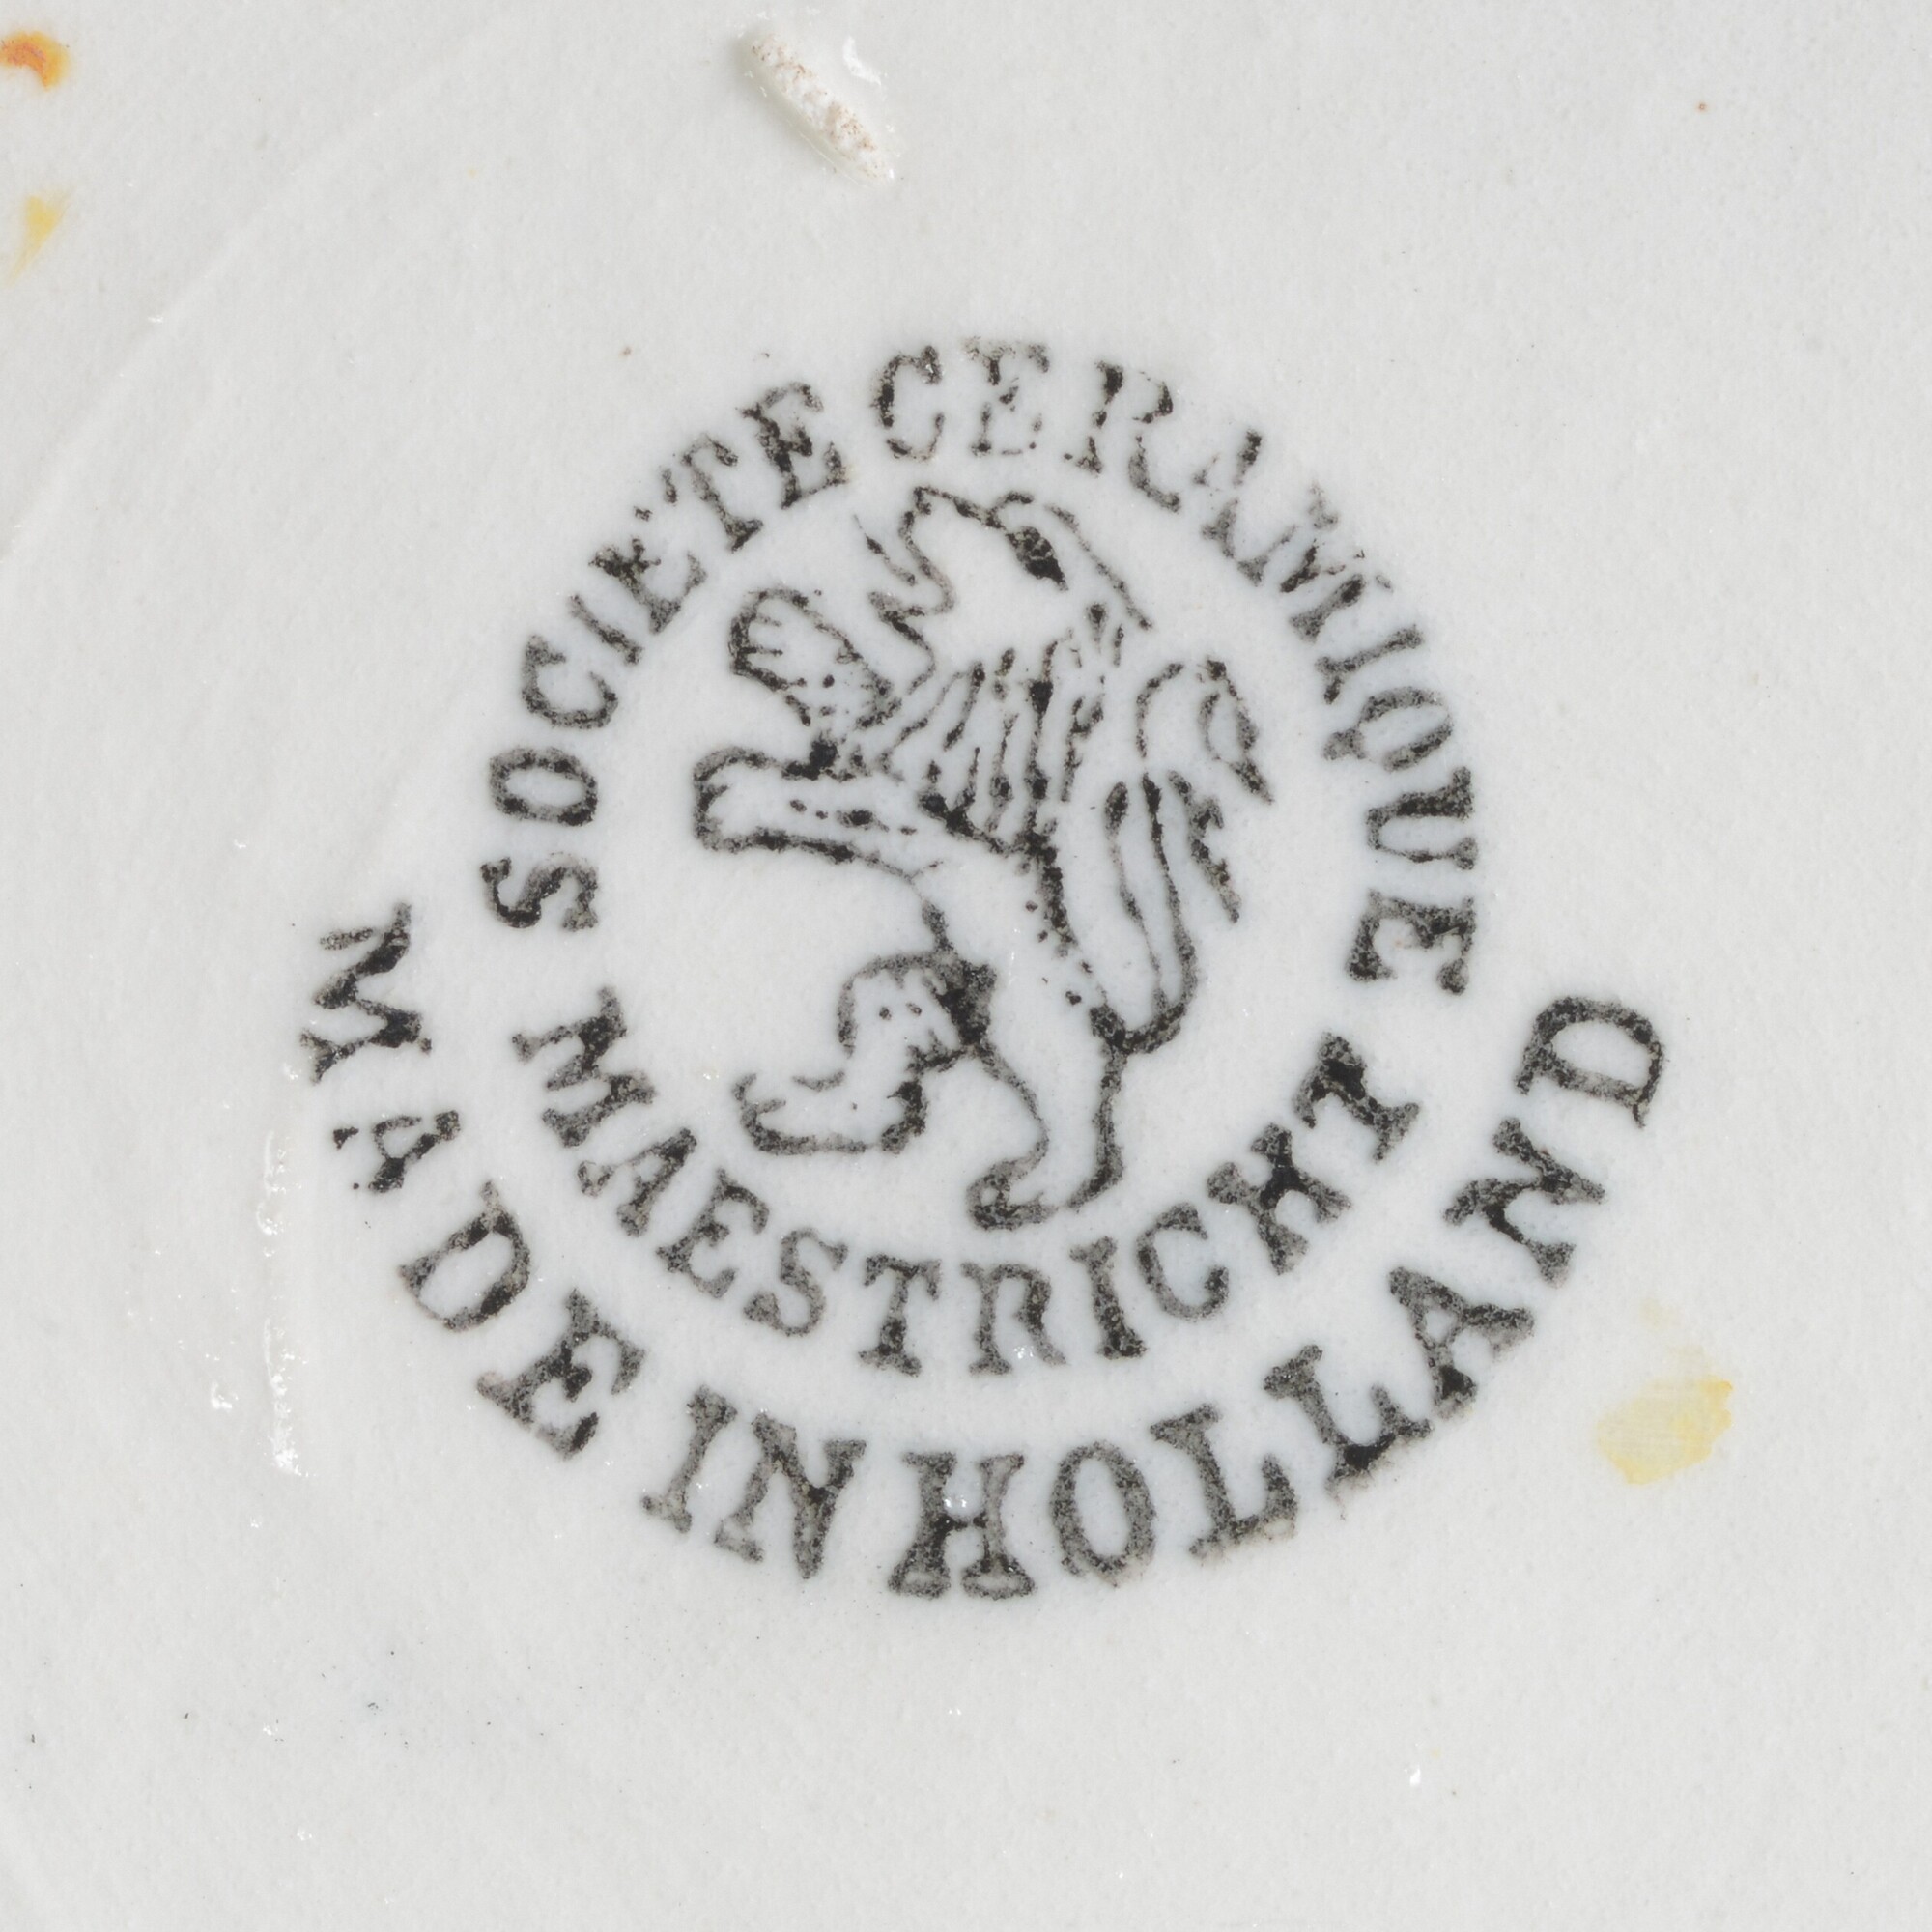 SOCIETE CERAMIQUE
MAESTRICHT
MADE IN HOLLAND